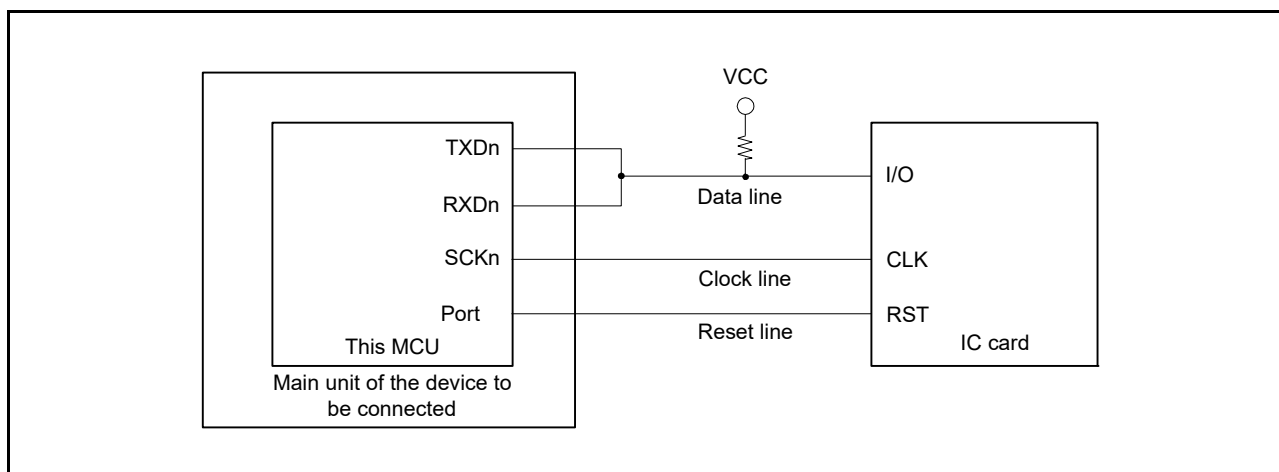 VCC
TXDn
I/O
Data line
RXDn
SCKn
CLK
Clock line
Port
RST
Reset line
This MCU
IC card
Main unit of the device to
be connected